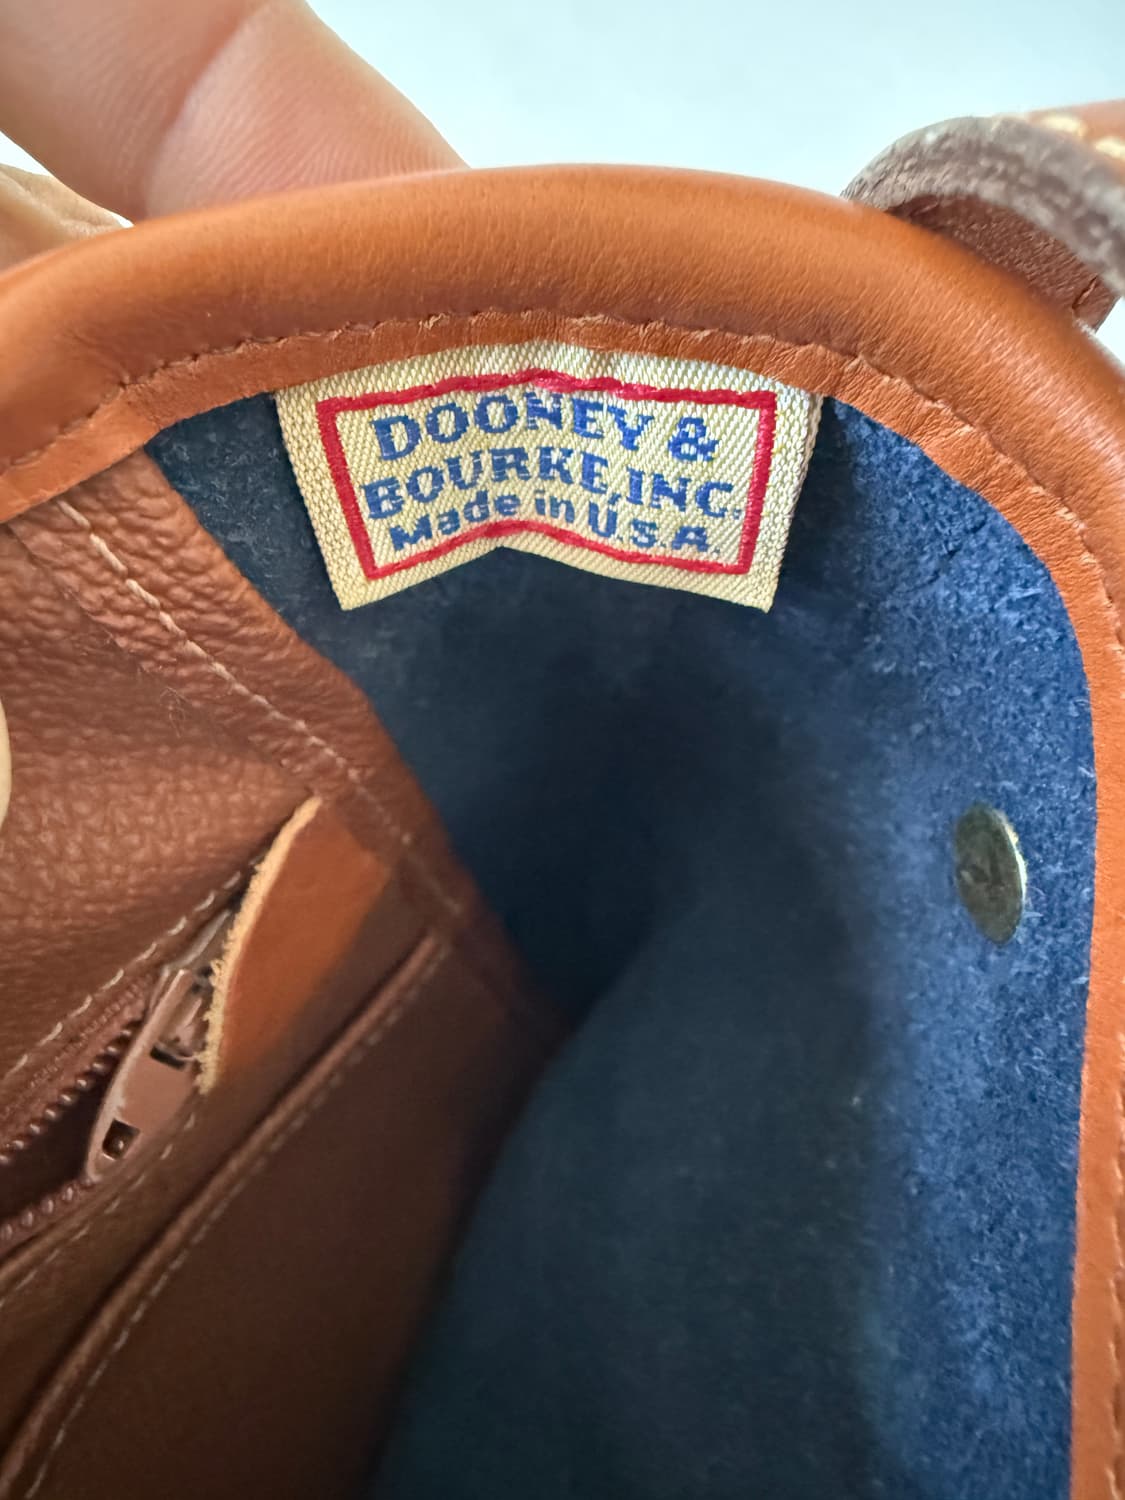 DOONEY &
BOURKE, INC.
Made in U.S.A.